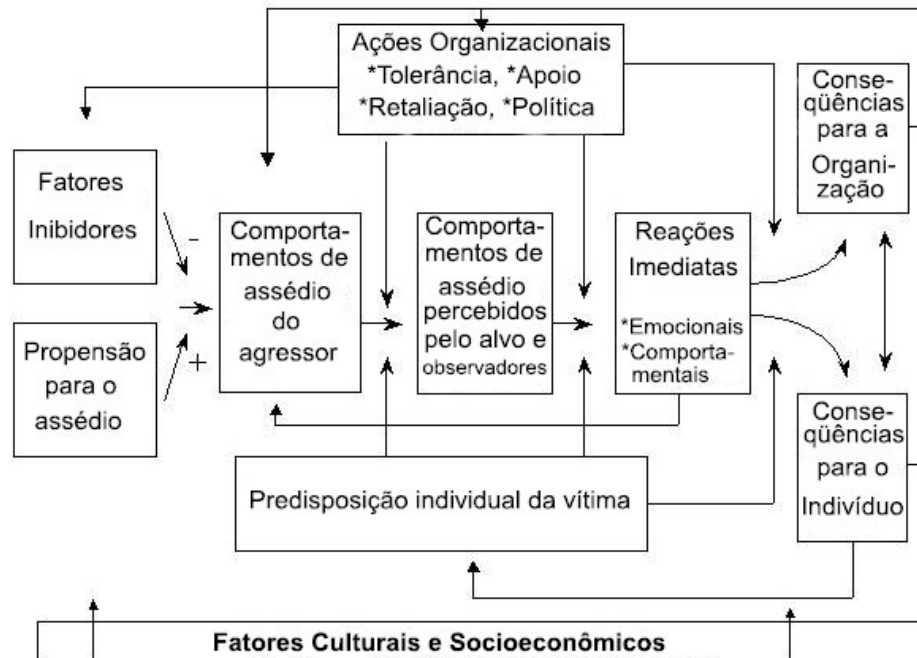 Ações Organizacionais
*Tolerância, *Apoio
*Retaliação, *Política
Conse-
qüências
para a
Organi-
zação
Fatores
Inibidores
-
Propensão
para o
assédio
+
Comporta-
mentos de
assédio
do
agressor
Comporta-
mentos de
assédio
percebidos
pelo alvo e
observadores
Reações
Imediatas
*Emocionais
*Comporta-
mentais
Conse-
qüências
para o
Indivíduo
Predisposição individual da vítima
Fatores Culturais e Socioeconômicos